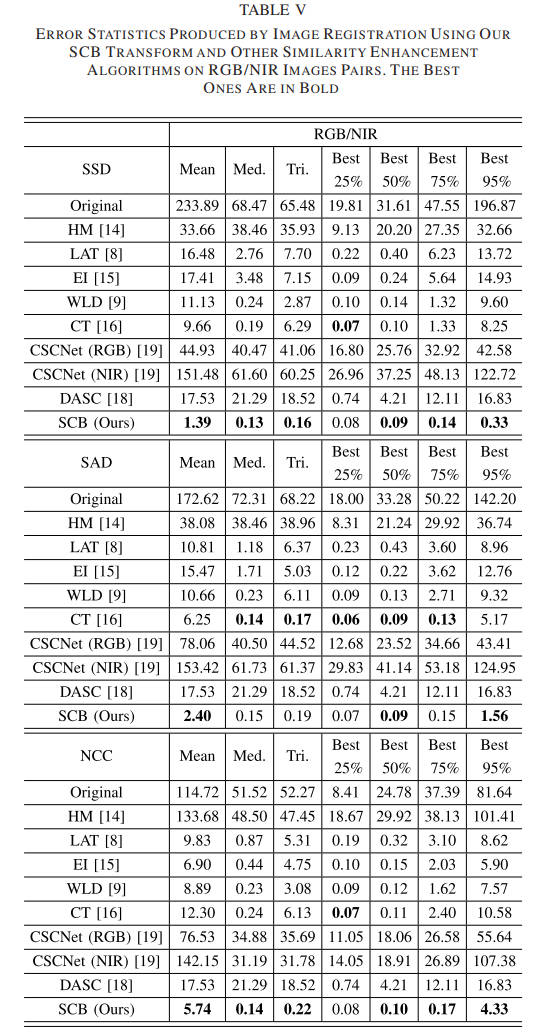 TABLE V
ERROR STATISTICS PRODUCED BY IMAGE REGISTRATION USING OUR
SCB TRANSFORM AND OTHER SIMILARITY ENHANCEMENT
ALGORITHMS ON RGB/NIR IMAGES PAIRS. THE BEST
ONES ARE IN BOLD
RGB/NIR
SSD Mean Med. Tri. Best 25% Best 50% Best 75% Best 95%
Original 233.89 68.47 65.48 19.81 31.61 47.55 196.87
HM [14] 33.66 38.46 35.93 9.13 20.20 27.35 32.66
LAT [8] 16.48 2.76 7.70 0.22 0.40 6.23 13.72
EI [15] 17.41 3.48 7.15 0.09 0.24 5.64 14.93
WLD [9] 11.13 0.24 2.87 0.10 0.14 1.32 9.60
CT [16] 9.66 0.19 6.29 0.07 0.10 1.33 8.25
CSCNet (RGB) [19] 44.93 40.47 41.06 16.80 25.76 32.92 42.58
CSCNet (NIR) [19] 151.48 61.60 60.25 26.96 37.25 48.13 122.72
DASC [18] 17.53 21.29 18.52 0.74 4.21 12.11 16.83
SCB (Ours) 1.39 0.13 0.16 0.08 0.09 0.14 0.33
SAD Mean Med. Tri. Best 25% Best 50% Best 75% Best 95%
Original 172.62 72.31 68.22 18.00 33.28 50.22 142.20
HM [14] 38.08 38.46 38.96 8.31 21.24 29.92 36.74
LAT [8] 10.81 1.18 6.37 0.23 0.43 3.60 8.96
EI [15] 15.47 1.71 5.03 0.12 0.22 3.62 12.76
WLD [9] 10.66 0.23 6.11 0.09 0.13 2.71 9.32
CT [16] 6.25 0.14 0.17 0.06 0.09 0.13 5.17
CSCNet (RGB) [19] 78.06 40.50 44.52 12.68 23.52 34.66 43.41
CSCNet (NIR) [19] 153.42 61.73 61.37 29.83 41.14 53.18 124.95
DASC [18] 17.53 21.29 18.52 0.74 4.21 12.11 16.83
SCB (Ours) 2.40 0.15 0.19 0.07 0.09 0.15 1.56
NCC Mean Med. Tri. Best 25% Best 50% Best 75% Best 95%
Original 114.72 51.52 52.27 8.41 24.78 37.39 81.64
HM [14] 133.68 48.50 47.45 18.67 29.92 38.13 101.41
LAT [8] 9.83 0.87 5.31 0.19 0.32 3.10 8.62
EI [15] 6.90 0.44 4.75 0.10 0.15 2.03 5.90
WLD [9] 8.89 0.23 3.08 0.09 0.12 1.62 7.57
CT [16] 12.30 0.24 6.13 0.07 0.11 2.40 10.58
CSCNet (RGB) [19] 76.53 34.88 35.69 11.05 18.06 26.58 55.64
CSCNet (NIR) [19] 142.15 31.19 31.78 14.05 18.91 26.89 107.38
DASC [18] 17.53 21.29 18.52 0.74 4.21 12.11 16.83
SCB (Ours) 5.74 0.14 0.22 0.08 0.10 0.17 4.33